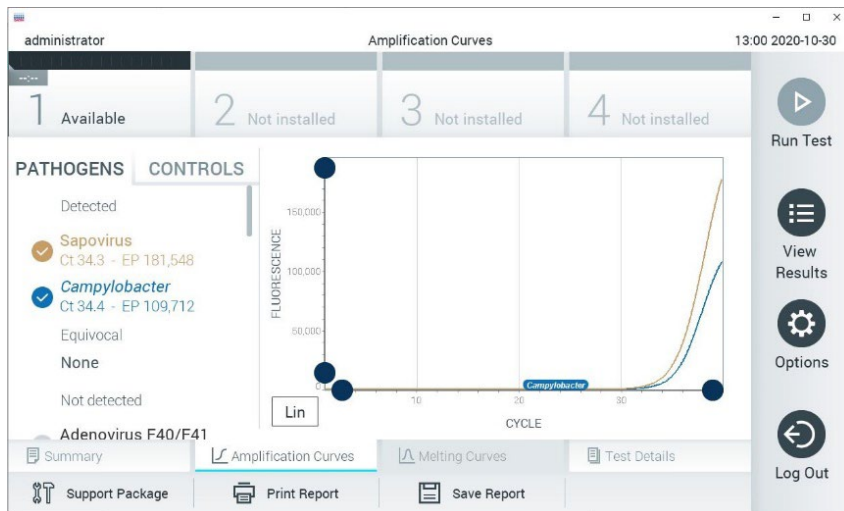 administrator
Amplification Curves
13:00 2020-10-30
--:--
1 Available
2 Not installed
3 Not installed
4 Not installed
Run Test
PATHOGENS CONTROLS
Detected
Sapovirus
Ct 34.3 - EP 181,548
Campylobacter
Ct 34.4 - EP 109,712
Equivocal
None
Not detected
Adenovirus F40/F41
FLUORESCENCE
150,000
100,000
50,000
0
Campylobacter
10 20 30
CYCLE
Lin
View
Results
Options
Log Out
Summary
Amplification Curves
Melting Curves
Test Details
Support Package
Print Report
Save Report